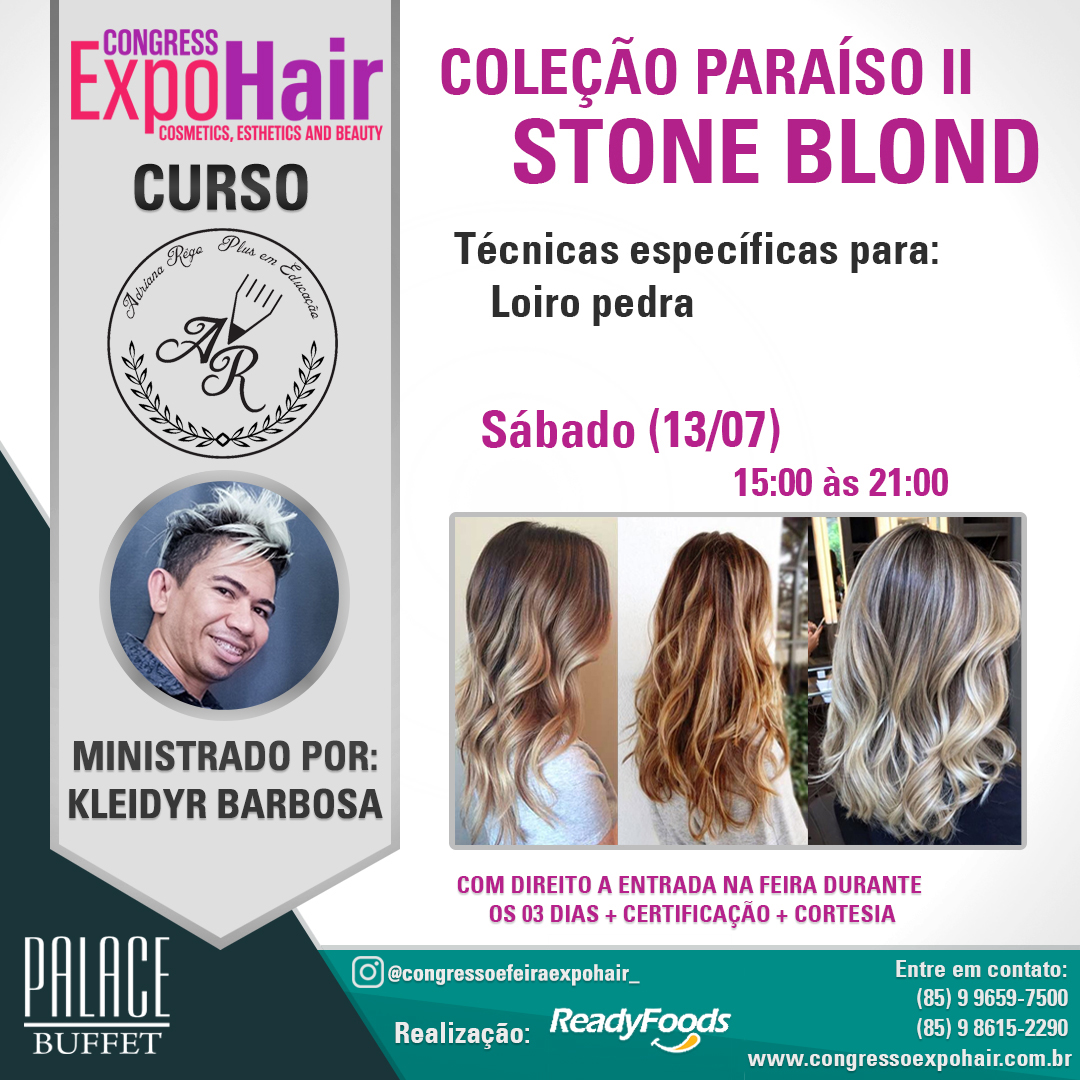 CONGRESS
ExpoHair
COSMETICS, ESTHETICS AND BEAUTY
CURSO
Adriana Rêgo Plus em Educação
AR
MINISTRADO POR:
KLEIDYR BARBOSA
COLEÇÃO PARAÍSO II
STONE BLOND
Técnicas específicas para:
Loiro pedra
Sábado (13/07)
15:00 às 21:00
COM DIREITO A ENTRADA NA FEIRA DURANTE
OS 03 DIAS + CERTIFICAÇÃO + CORTESIA
PALACE
BUFFET
@congressoefeiraexpohair_
Realização: ReadyFoods
Entre em contato:
(85) 9 9659-7500
(85) 9 8615-2290
www.congressoexpohair.com.br